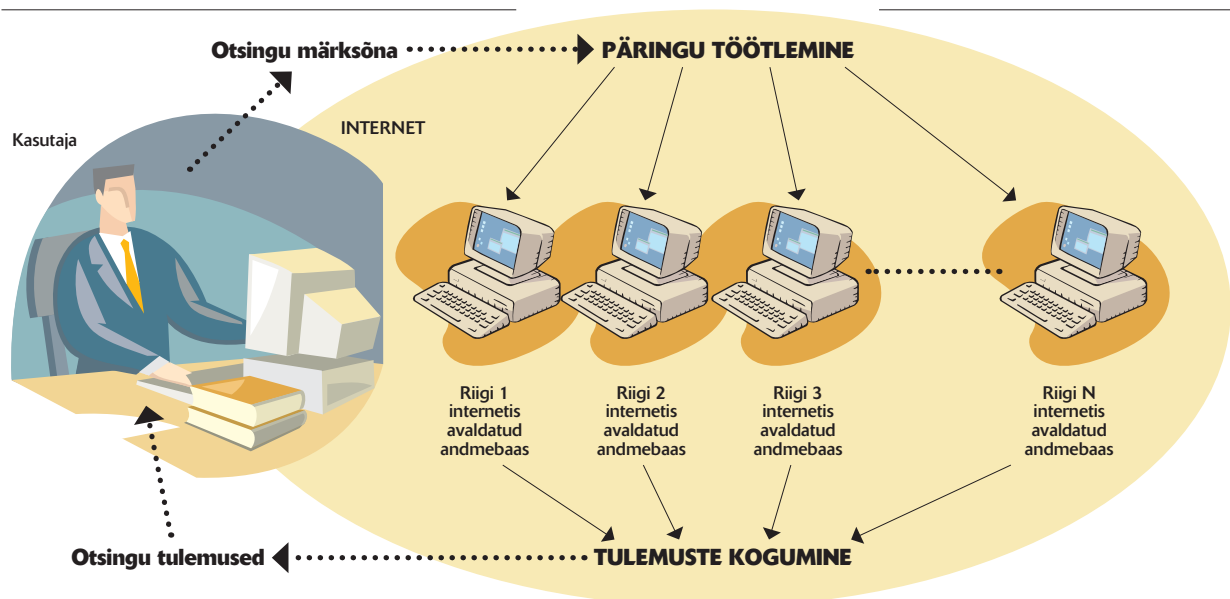 Otsingu märksõna
PÄRINGU TÖÖTLEMINE
INTERNET
Kasutaja
Riigi 1
internetis
avaldatud
andmebaas
Riigi 2
internetis
avaldatud
andmebaas
Riigi 3
internetis
avaldatud
andmebaas
Riigi N
internetis
avaldatud
andmebaas
Otsingu tulemused
TULEMUSTE KOGUMINE